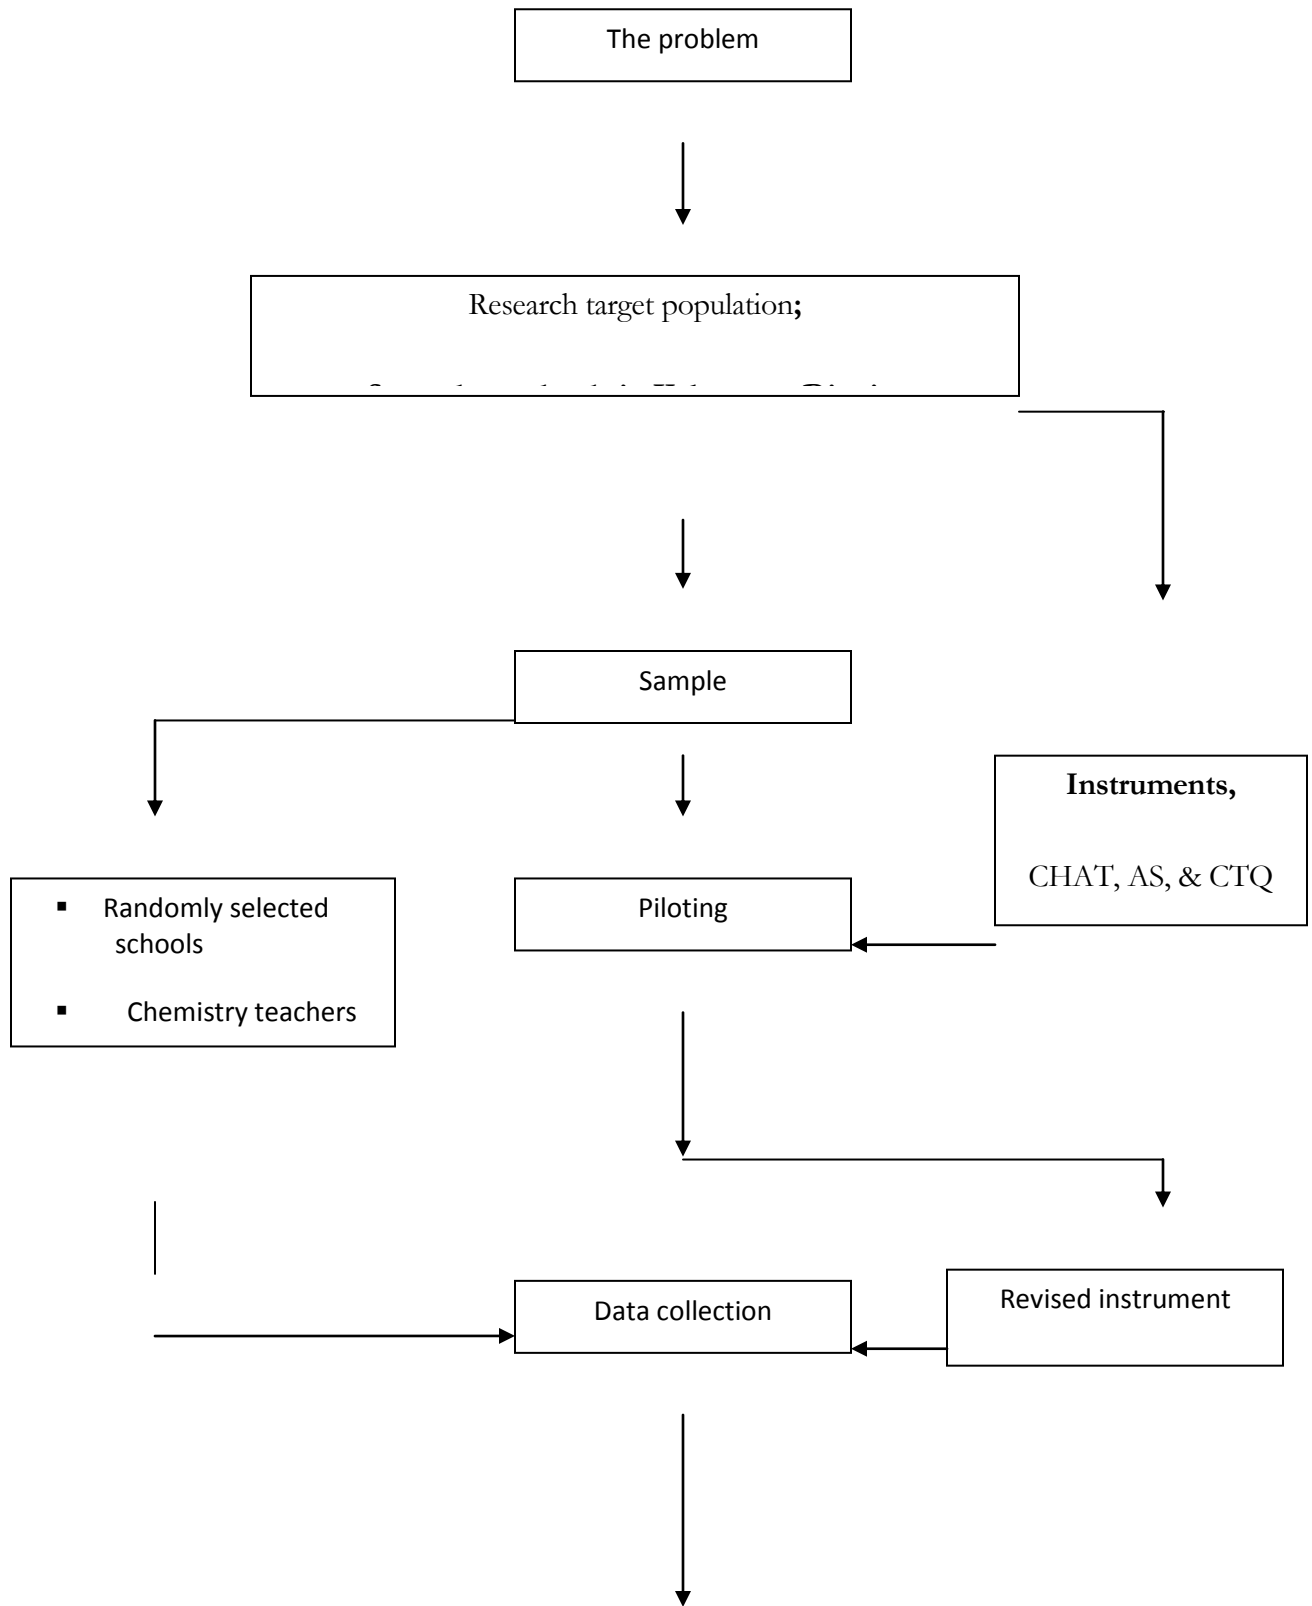 The problem
Research target population;
Sample
Instruments,
CHAT, AS, & CTQ
▪ Randomly selected
schools
▪ Chemistry teachers
Piloting
Data collection
Revised instrument